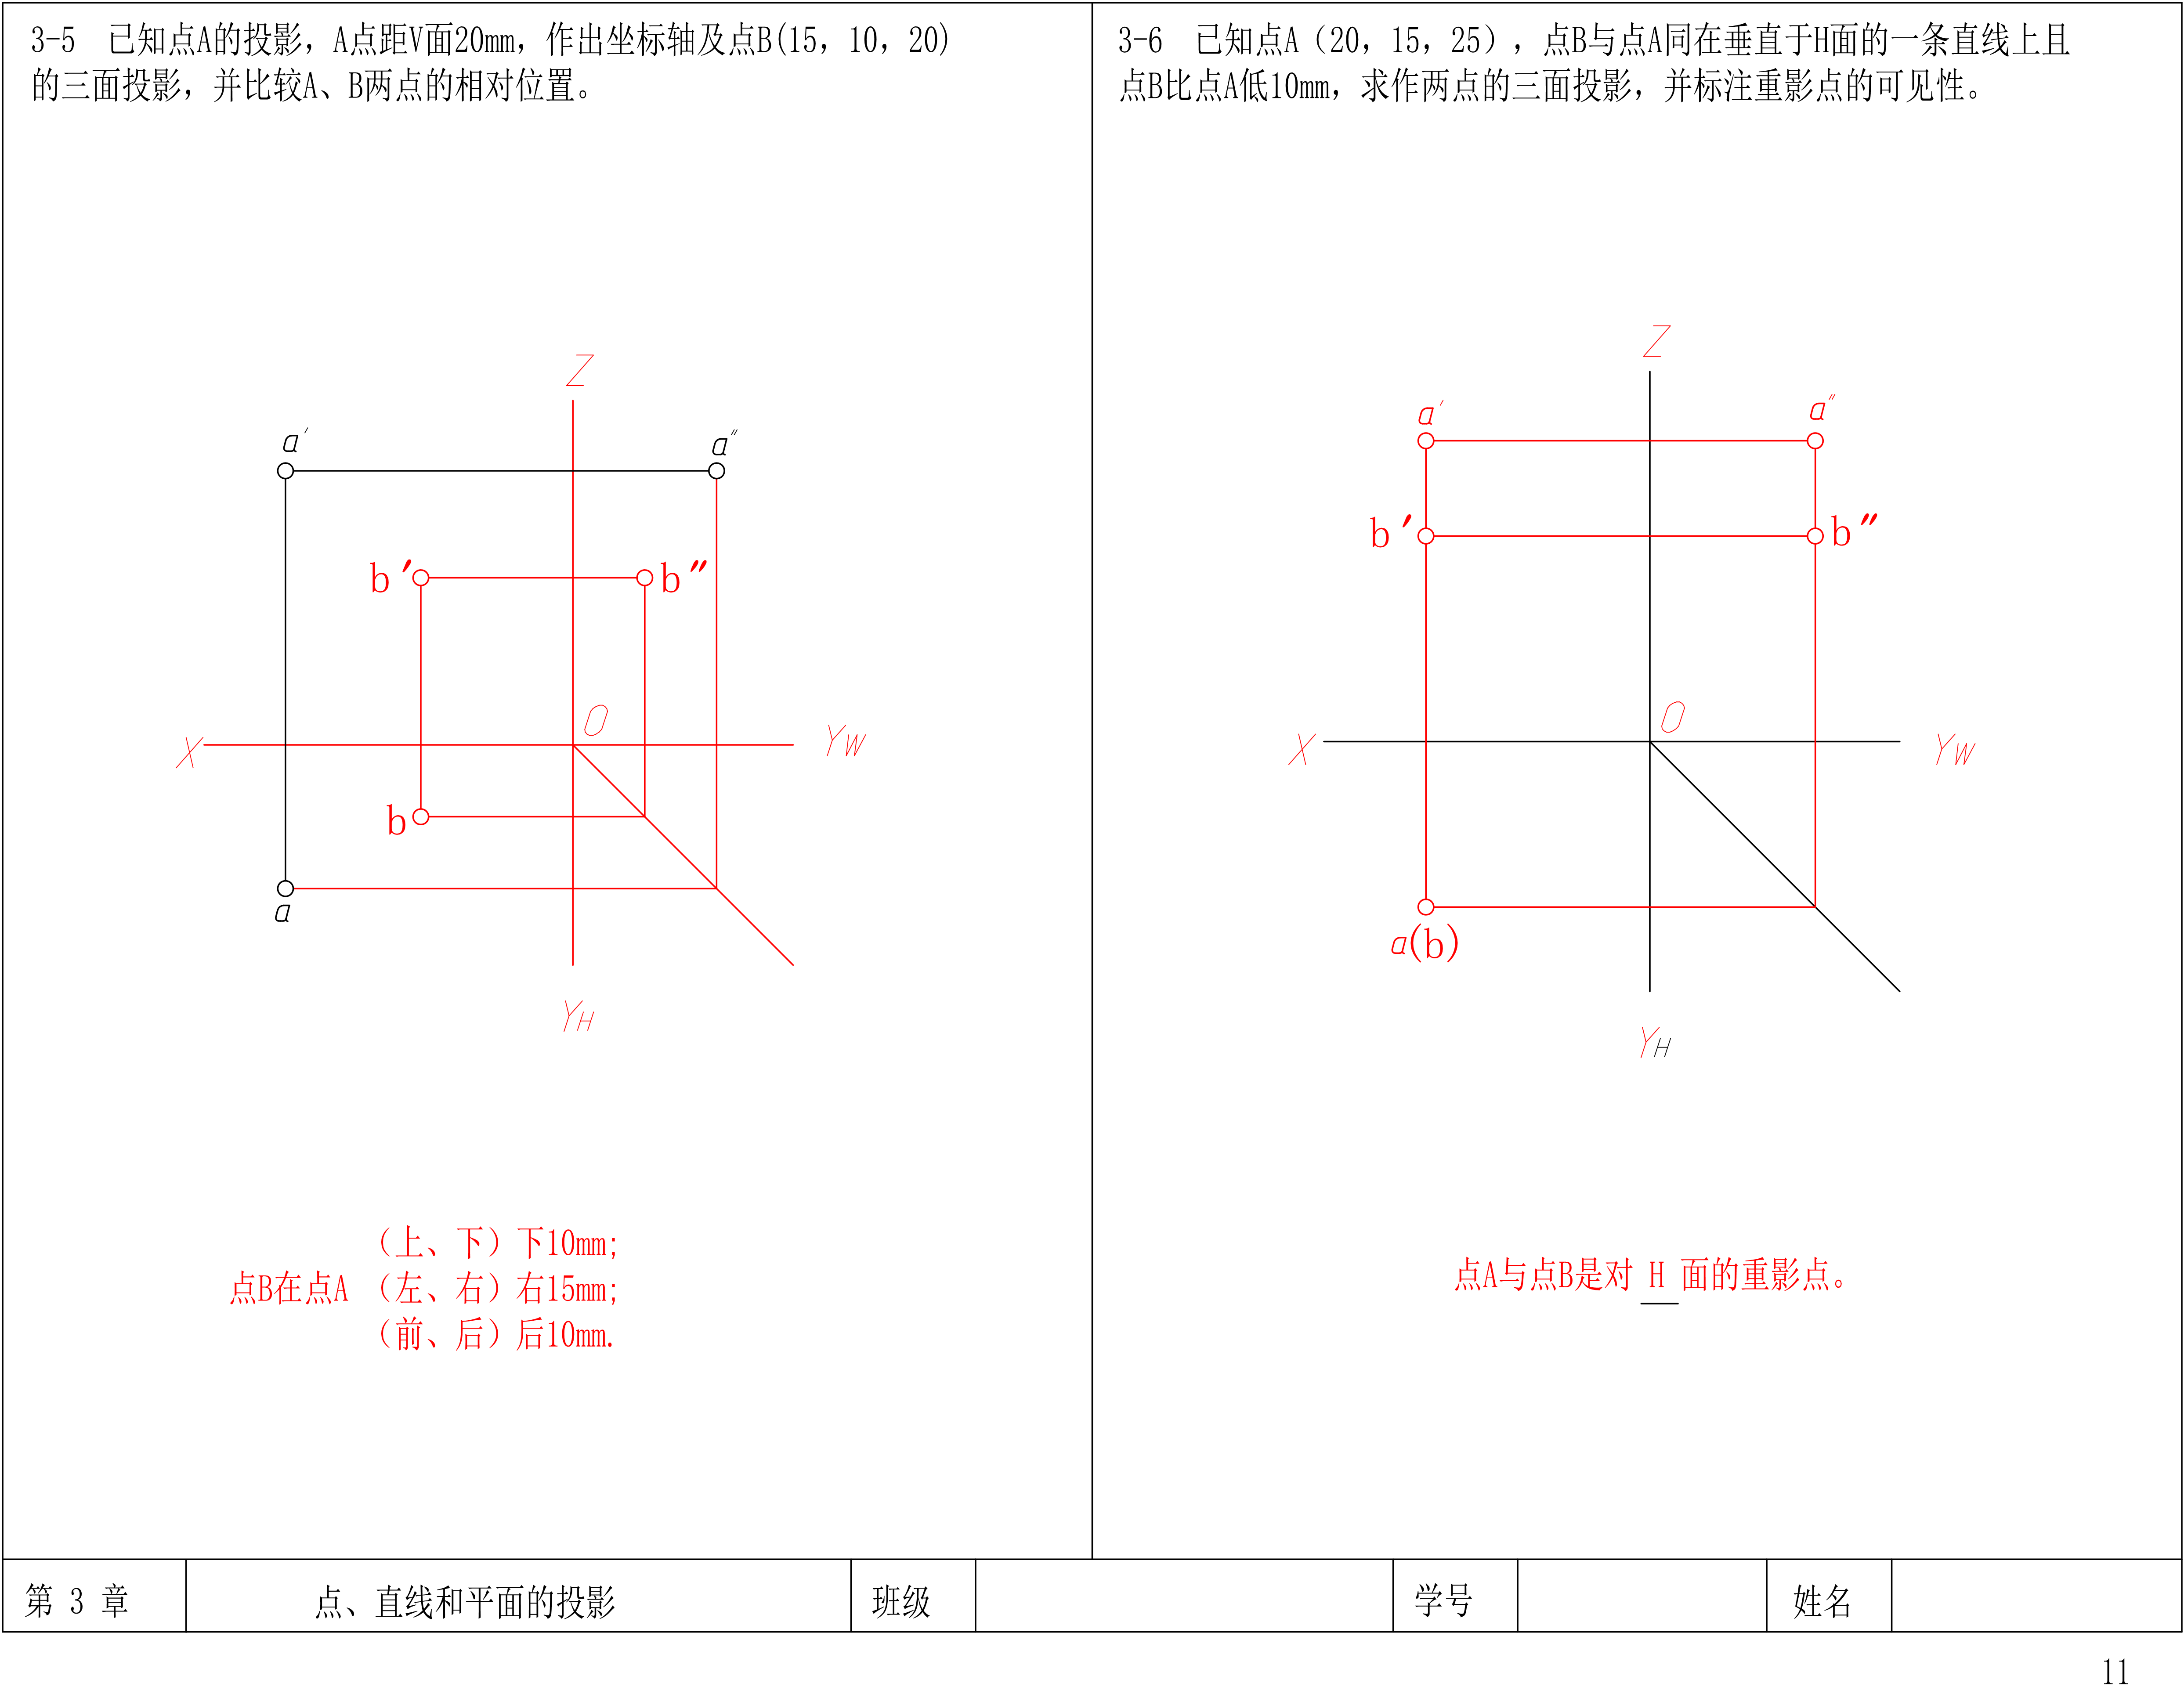 3-5 已知点A的投影，A点距V面20mm，作出坐标轴及点B(15，10，20)
的三面投影，并比较A、B两点的相对位置。
Z
a'
a"
b'
b"
O
X
Yw
b
a
YH
（上、下）下10mm;
点B在点A （左、右）右15mm;
（前、后）后10mm.
3-6 已知点A（20，15，25），点B与点A同在垂直于H面的一条直线上且
点B比点A低10mm，求作两点的三面投影，并标注重影点的可见性。
Z
a'
a"
b'
b"
O
X
Yw
a(b)
YH
点A与点B是对 H 面的重影点。
第 3 章 点、直线和平面的投影 班级 学号 姓名
11